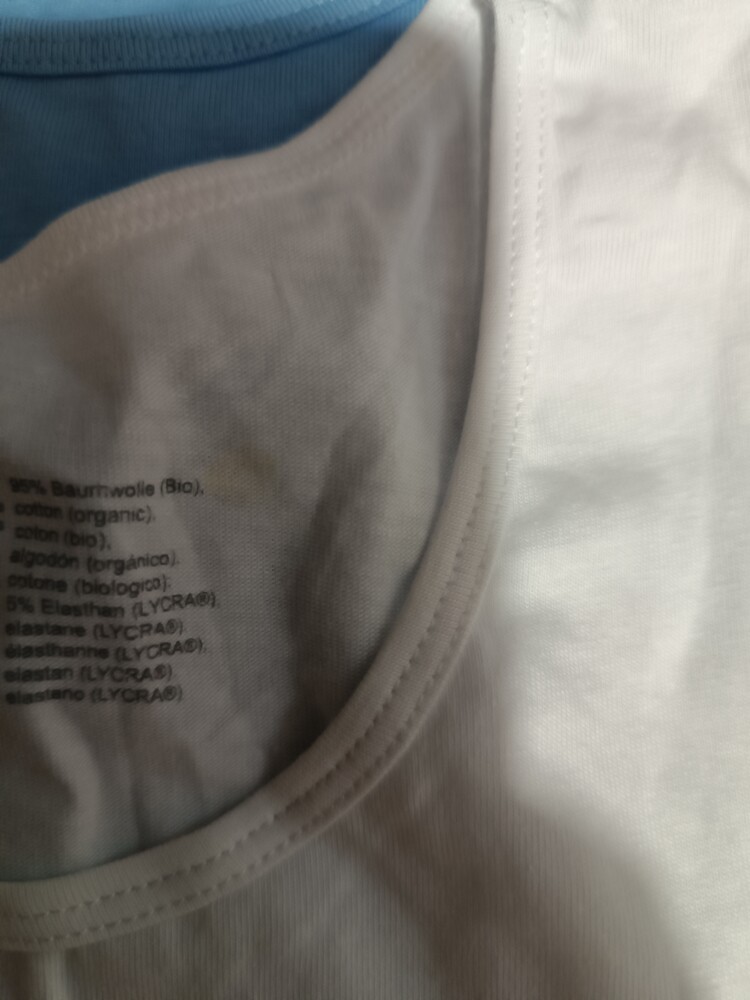 95% Baumwolle (Bio),
cotton (organic),
coton (bio),
algodón (orgánico),
cotone (biologico);
5% Elasthan (LYCRA®),
elastane (LYCRA®)
élasthanne (LYCRA®),
elastan (LYCRA®)
elastano (LYCRA®)